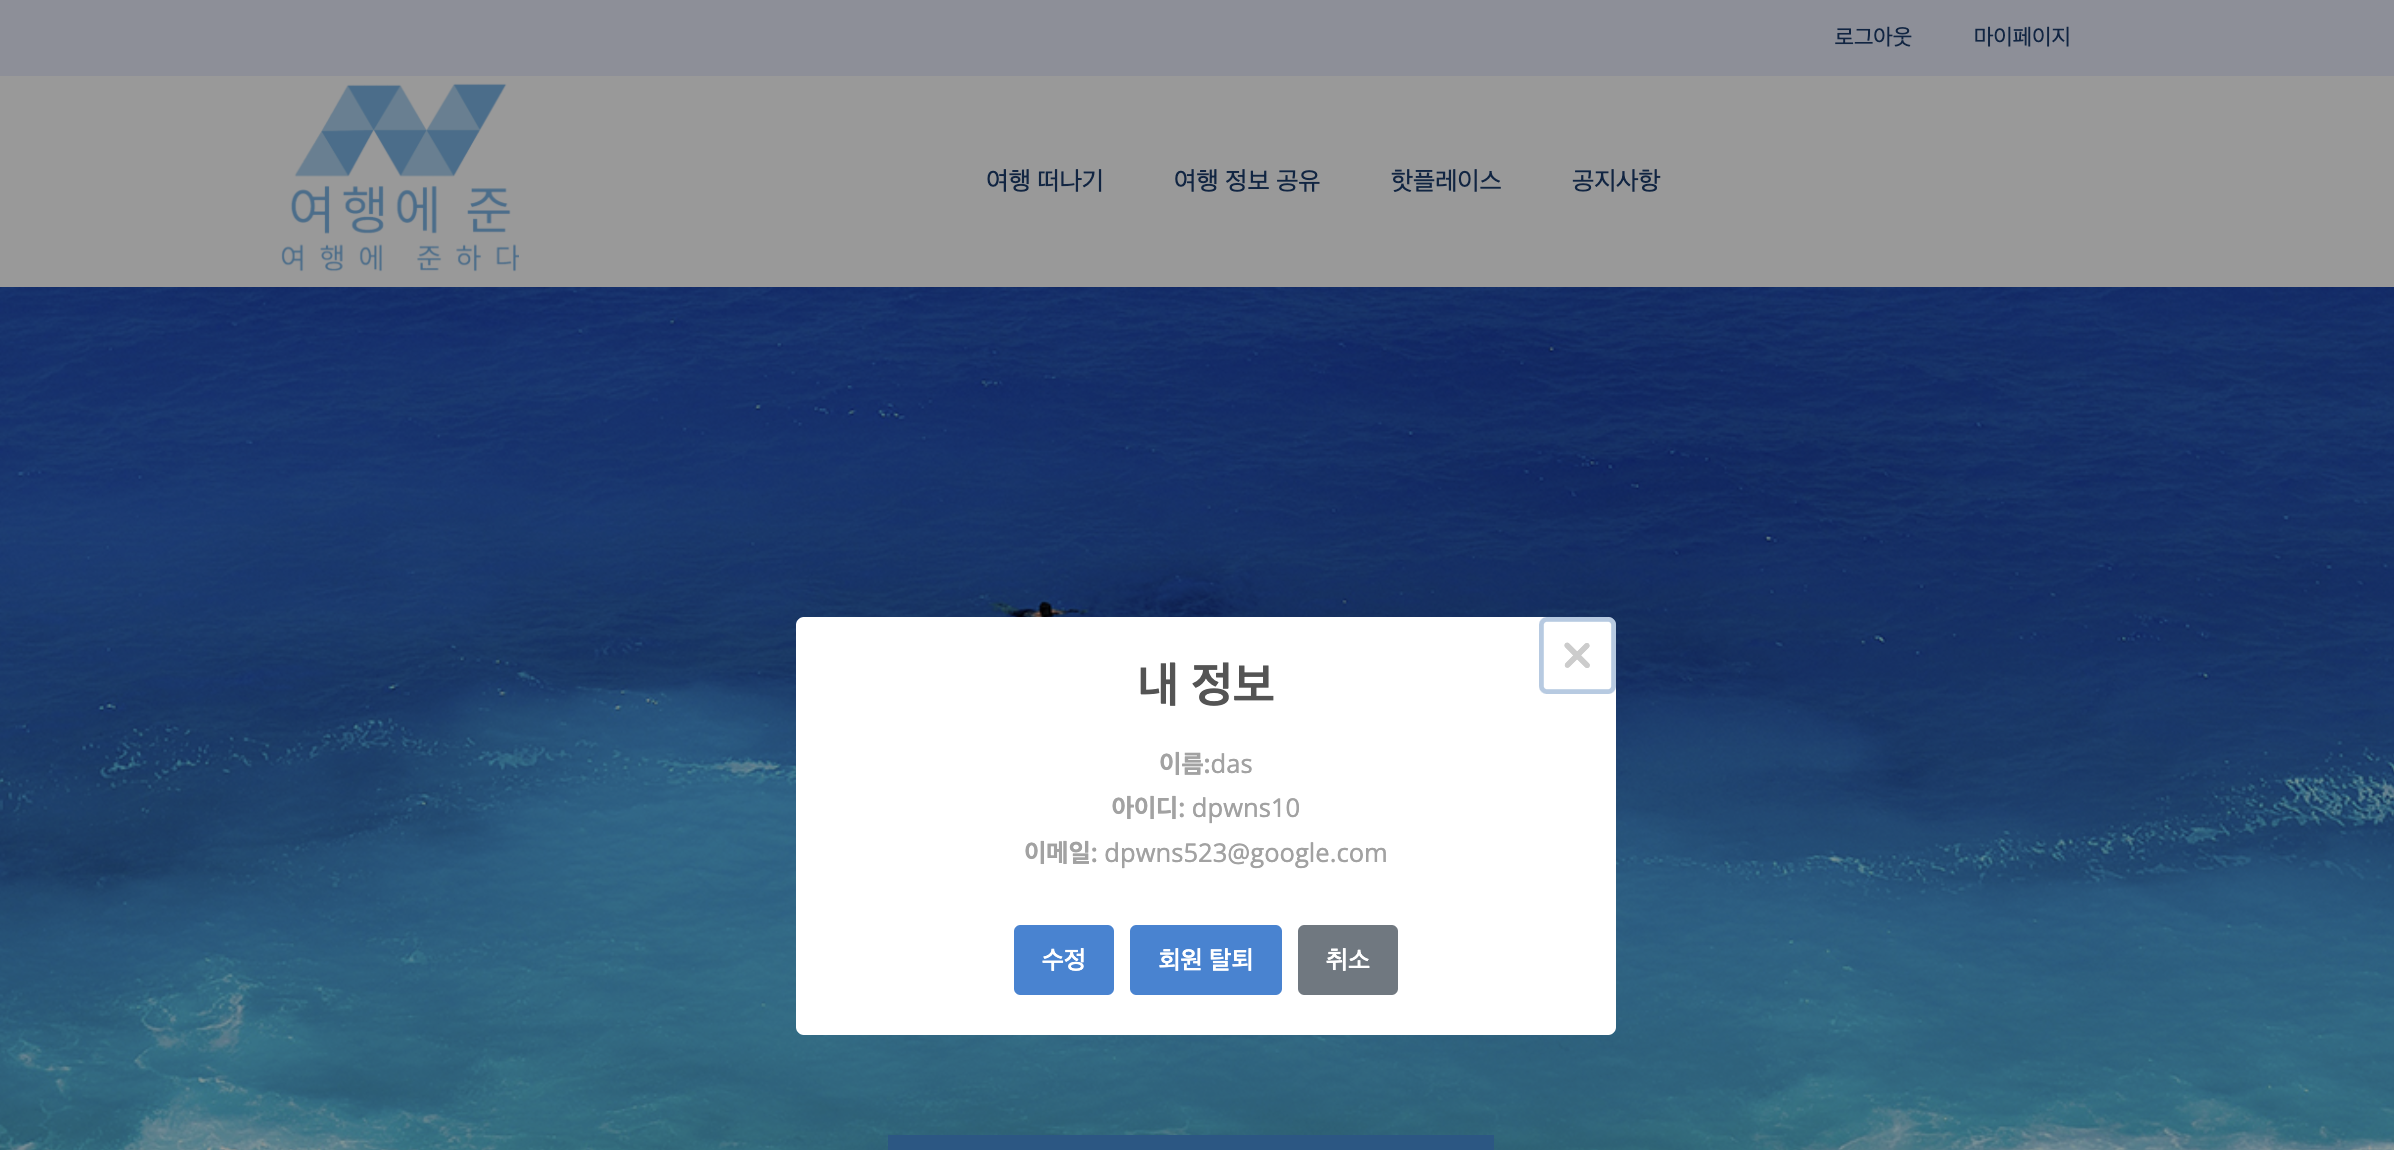 로그아웃 마이페이지
여행에 준
여행에 준하다
여행 떠나기 여행 정보 공유 핫플레이스 공지사항
내 정보
×
이름:das
아이디: dpwns10
이메일: dpwns523@google.com
수정 회원 탈퇴 취소